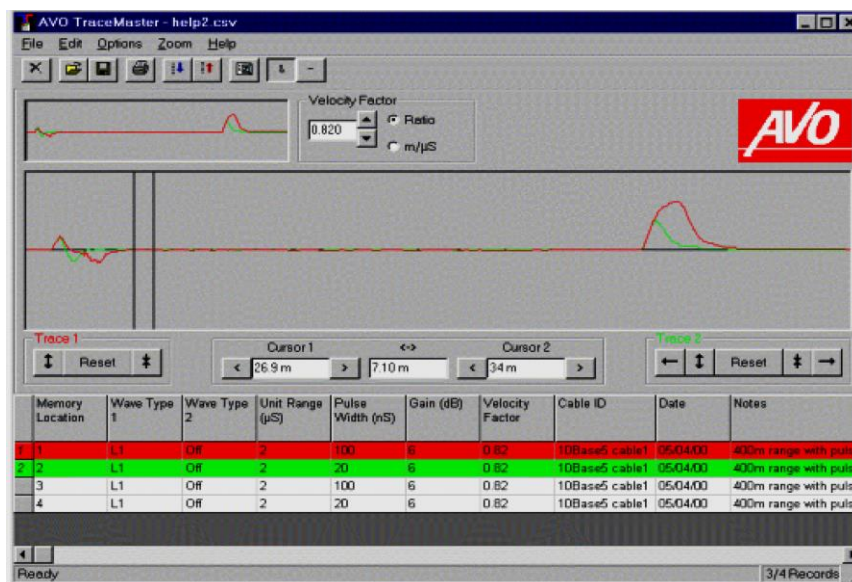 AVO TraceMaster - help2.csv
File Edit Options Zoom Help
Velocity Factor
0.820
Ratio
m/µS
AVO
Trace 1
Reset
Cursor 1 <-> Cursor 2
< 26.9 m > 7.10 m < 34 m >
Trace 2
Reset
Memory Location Wave Type 1 Wave Type 2 Unit Range (µS) Pulse Width (nS) Gain (dB) Velocity Factor Cable ID Date Notes
1 1 L1 Off 2 100 6 0.82 10Base5 cable1 05/04/00 400m range with puls
2 2 L1 Off 2 20 6 0.82 10Base5 cable1 05/04/00 400m range with puls
3 L1 Off 2 100 6 0.82 10Base5 cable1 05/04/00 400m range with puls
4 L1 Off 2 20 6 0.82 10Base5 cable1 05/04/00 400m range with puls
Ready 3/4 Records